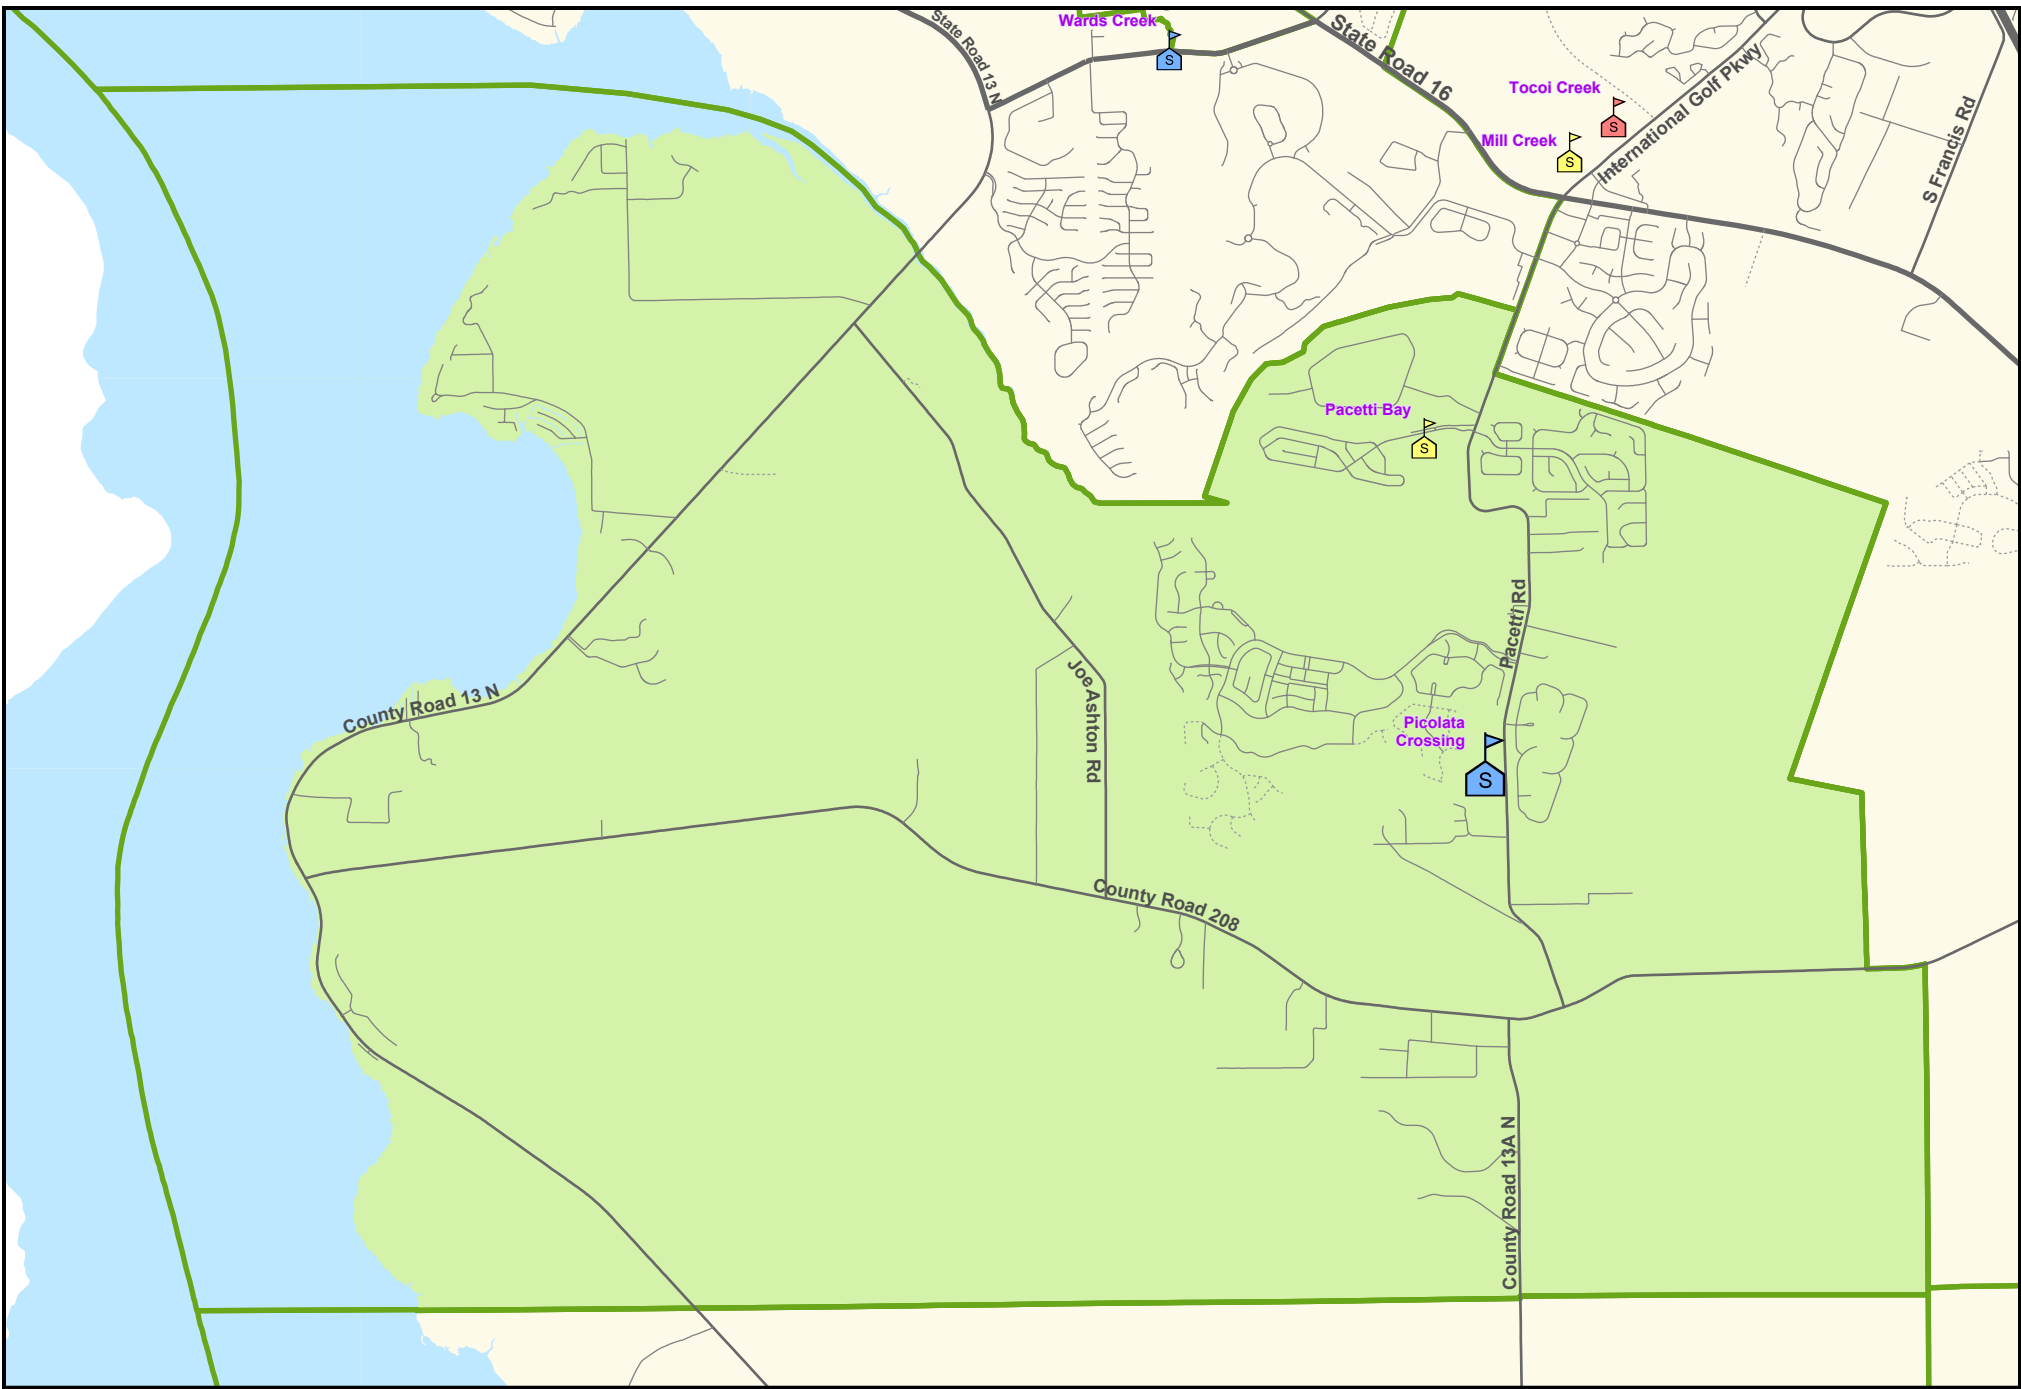 Wards Creek
S
State Road 13 N
State Road 16
Tocoi Creek
S
Mill Creek
S
International Golf Pkwy
S Francis Rd
Pacetti Bay
S
Pacetti Rd
Joe Ashton Rd
County Road 13 N
Picolata
Crossing
S
County Road 208
County Road 13A N